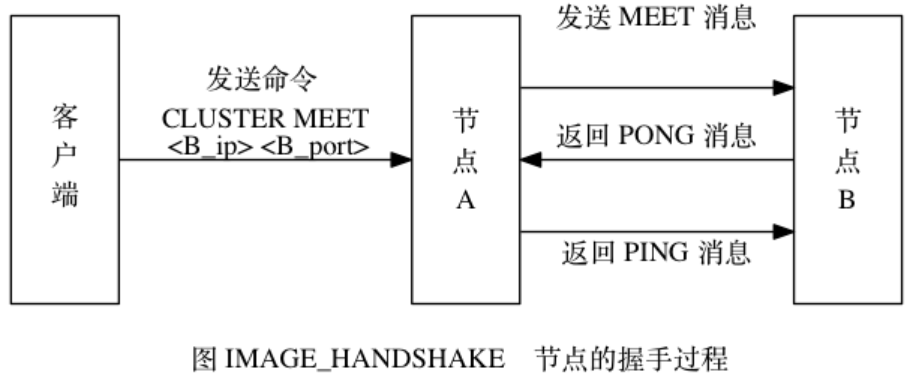 客户端
发送命令
CLUSTER MEET
<B_ip> <B_port>
节点A
发送 MEET 消息
返回 PONG 消息
返回 PING 消息
节点B
图 IMAGE_HANDSHAKE 节点的握手过程